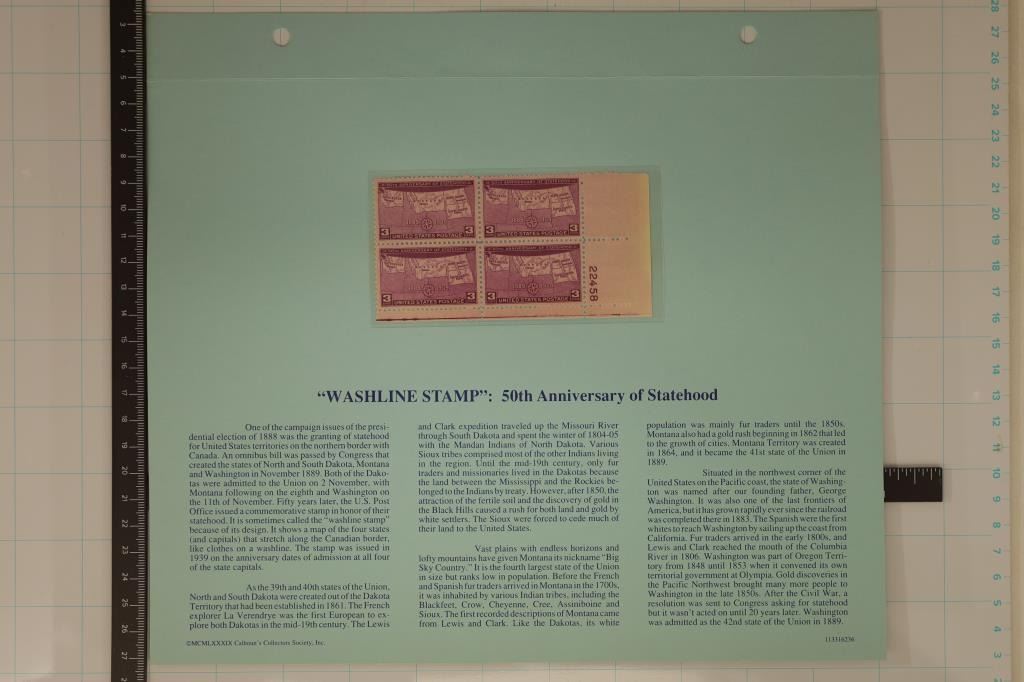 50TH ANNIVERSARY OF STATEHOOD
3 UNITED STATES POSTAGE 3
3 UNITED STATES POSTAGE 3
3 UNITED STATES POSTAGE 3
3 UNITED STATES POSTAGE 3
22458
“WASHLINE STAMP”: 50th Anniversary of Statehood
One of the campaign issues of the presi-
dential election of 1888 was the granting of statehood
for United States territories on the northern border with
Canada. An omnibus bill was passed by Congress that
created the states of North and South Dakota, Montana
and Washington in November 1889. Both of the Dako-
tas were admitted to the Union on 2 November, with
Montana following on the eighth and Washington on
the 11th of November. Fifty years later, the U.S. Post
Office issued a commemorative stamp in honor of their
statehood. It is sometimes called the “washline stamp”
because of its design. It shows a map of the four states
(and capitals) that stretch along the Canadian border,
like clothes on a washline. The stamp was issued in
1939 on the anniversary dates of admission at all four
of the state capitals.
As the 39th and 40th states of the Union,
North and South Dakota were created out of the Dakota
Territory that had been established in 1861. The French
explorer La Verendrye was the first European to ex-
plore both Dakotas in the mid-19th century. The Lewis
and Clark expedition traveled up the Missouri River
through South Dakota and spent the winter of 1804-05
with the Mandan Indians of North Dakota. Various
Sioux tribes comprised most of the other Indians living
in the region. Until the mid-19th century, only fur
traders and missionaries lived in the Dakotas because
the land between the Mississippi and the Rockies be-
longed to the Indians by treaty. However, after 1850, the
attraction of the fertile soil and the discovery of gold in
the Black Hills caused a rush for both land and gold by
white settlers. The Sioux were forced to cede much of
their land to the United States.
Vast plains with endless horizons and
lofty mountains have given Montana its nickname “Big
Sky Country.” It is the fourth largest state of the Union
in size but ranks low in population. Before the French
and Spanish fur traders arrived in Montana in the 1700s,
it was inhabited by various Indian tribes, including the
Blackfeet, Crow, Cheyenne, Cree, Assiniboine and
Sioux. The first recorded descriptions of Montana came
from Lewis and Clark. Like the Dakotas, its white
population was mainly fur traders until the 1850s.
Montana also had a gold rush beginning in 1862 that led
to the growth of cities. Montana Territory was created
in 1864, and it became the 41st state of the Union in
1889.
Situated in the northwest corner of the
United States on the Pacific coast, the state of Washing-
ton was named after our founding father, George
Washington. It was also one of the last frontiers of
America, but it has grown rapidly ever since the railroad
was completed there in 1883. The Spanish were the first
whites to reach Washington by sailing up the coast from
California. Fur traders arrived in the early 1800s, and
Lewis and Clark reached the mouth of the Columbia
River in 1806. Washington was part of Oregon Terri-
tory from 1848 until 1853 when it convened its own
territorial government at Olympia. Gold discoveries in
the Pacific Northwest brought many more people to
Washington in the late 1850s. After the Civil War, a
resolution was sent to Congress asking for statehood
but it wasn’t acted on until 20 years later. Washington
was admitted as the 42nd state of the Union in 1889.
©MCMLXXXIX Calhoun’s Collectors Society, Inc.
113316236